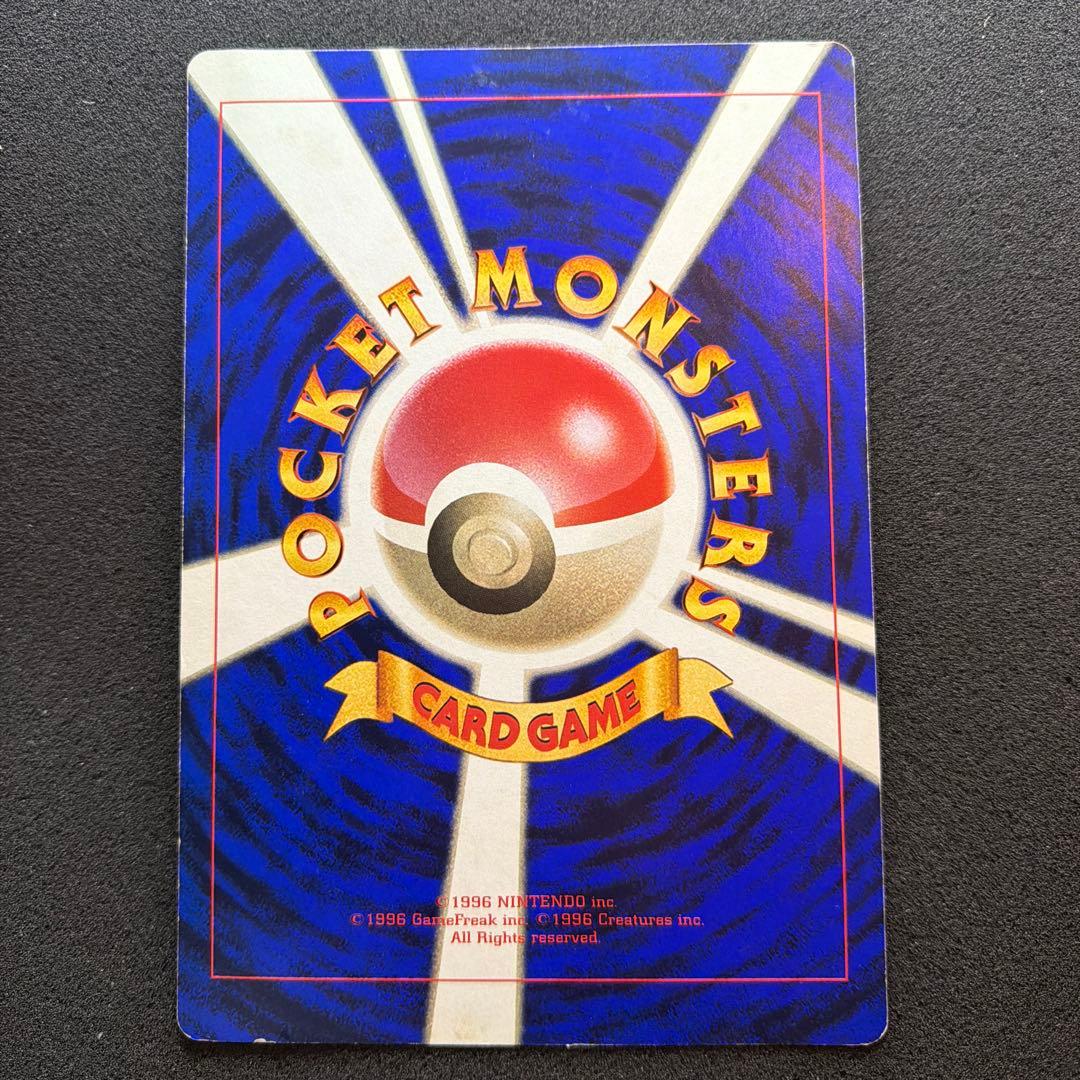 POCKET MONSTERS
CARD GAME
©1996 NINTENDO inc.
©1996 GameFreak inc. ©1996 Creatures inc.
All Rights reserved.